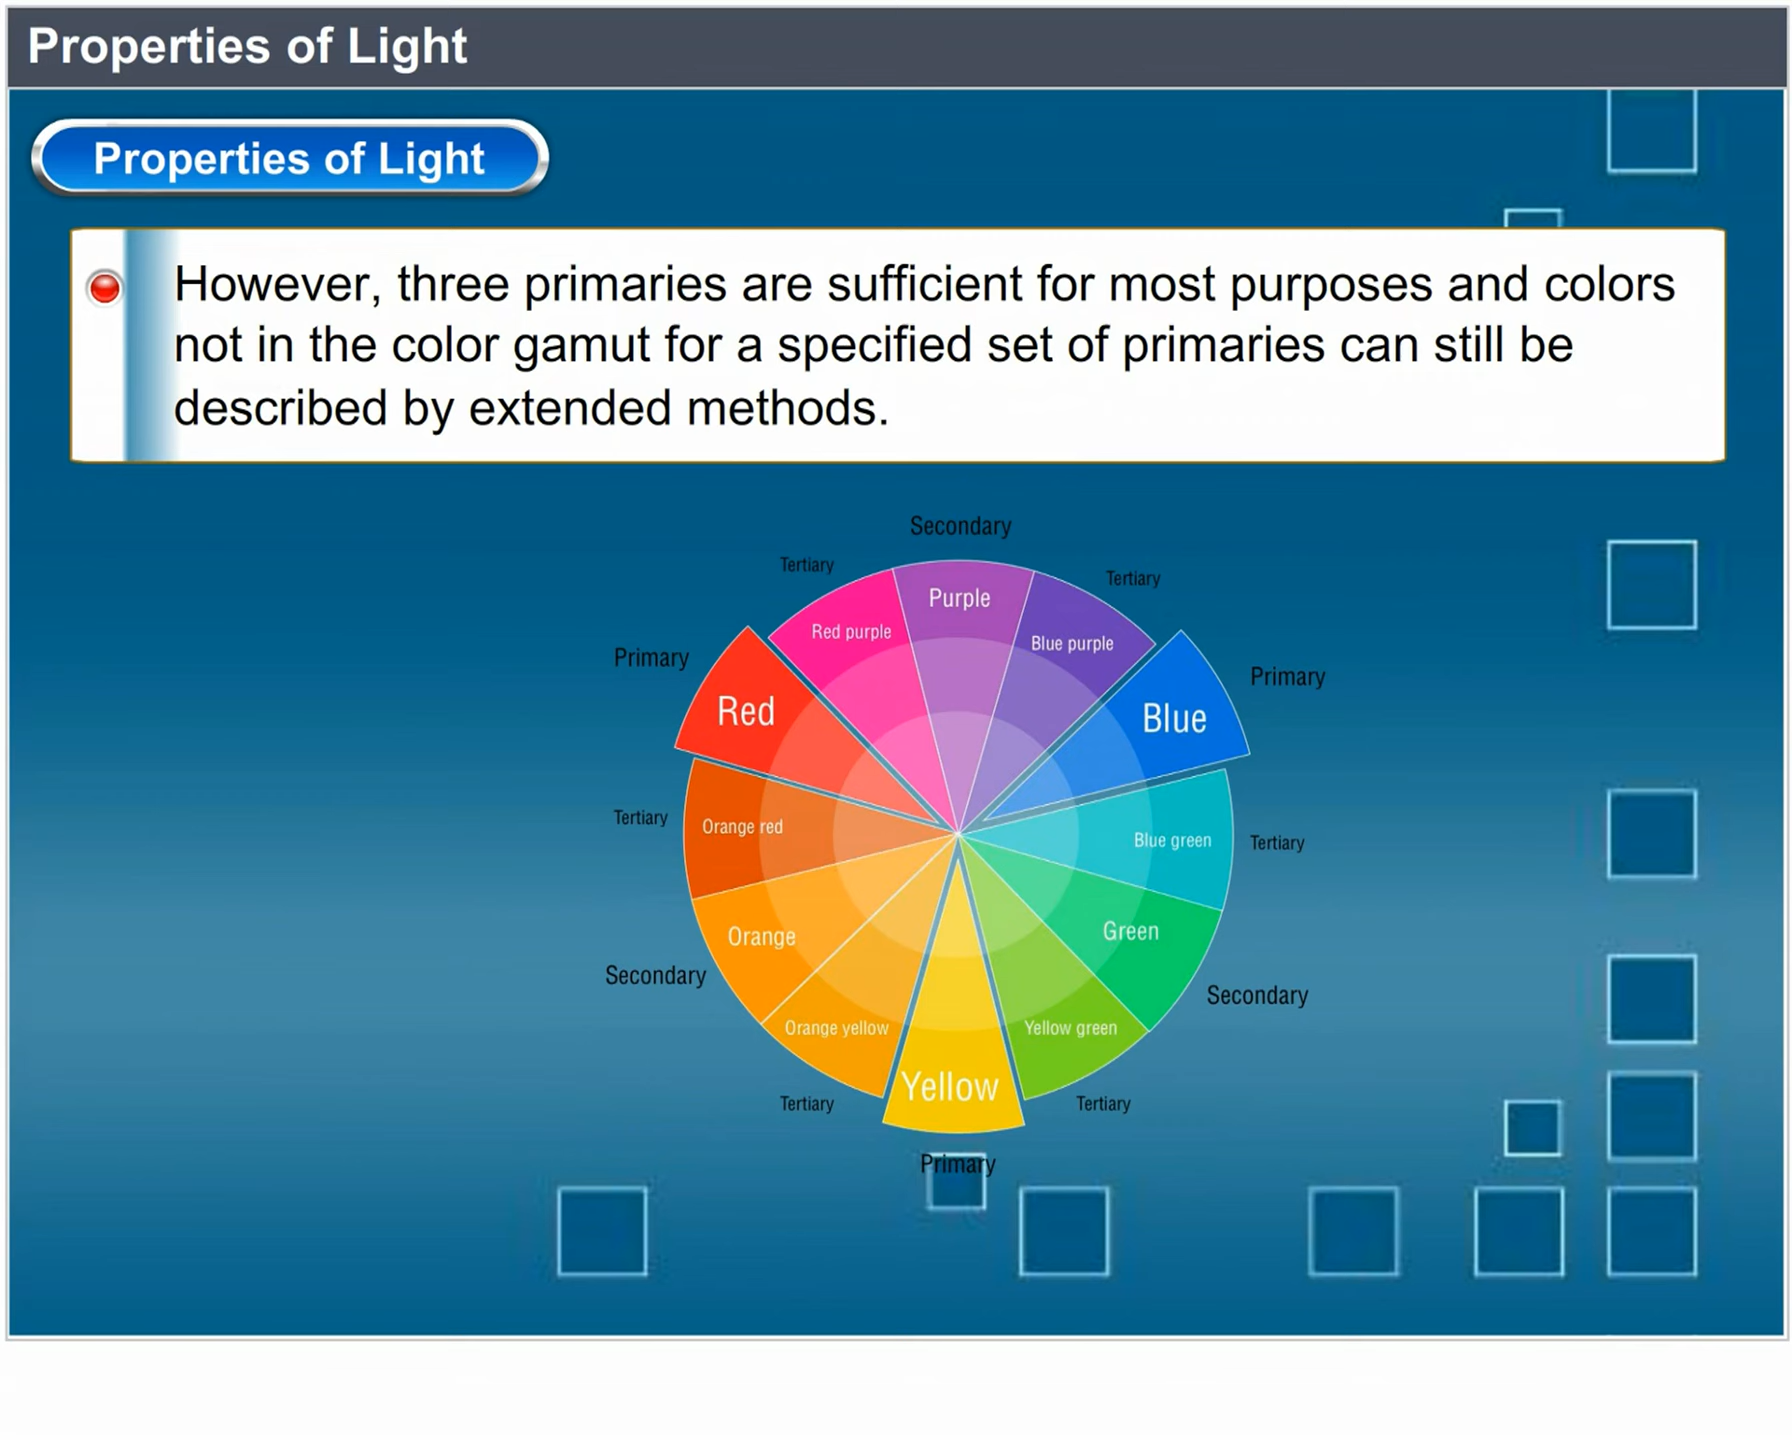 Properties of Light
Properties of Light
However, three primaries are sufficient for most purposes and colors
not in the color gamut for a specified set of primaries can still be
described by extended methods.
Secondary
Tertiary
Tertiary
Purple
Red purple
Blue purple
Primary
Primary
Red
Blue
Tertiary
Orange red
Blue green
Tertiary
Orange
Green
Secondary
Secondary
Orange yellow
Yellow green
Yellow
Tertiary
Tertiary
Primary